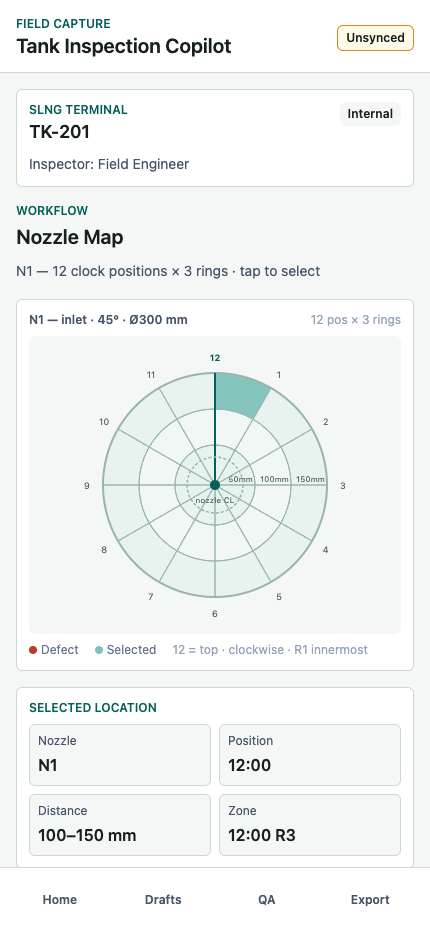 FIELD CAPTURE
Tank Inspection Copilot
Unsynced
SLNG TERMINAL
TK-201
Internal
Inspector: Field Engineer
WORKFLOW
Nozzle Map
N1 — 12 clock positions × 3 rings · tap to select
N1 — inlet · 45° · Ø300 mm
12 pos × 3 rings
12
11
1
10
2
9
50mm
100mm
150mm
3
nozzle CL
8
4
7
5
6
Defect
Selected
12 = top · clockwise · R1 innermost
SELECTED LOCATION
Nozzle
Position
N1
12:00
Distance
Zone
100–150 mm
12:00 R3
Home
Drafts
QA
Export